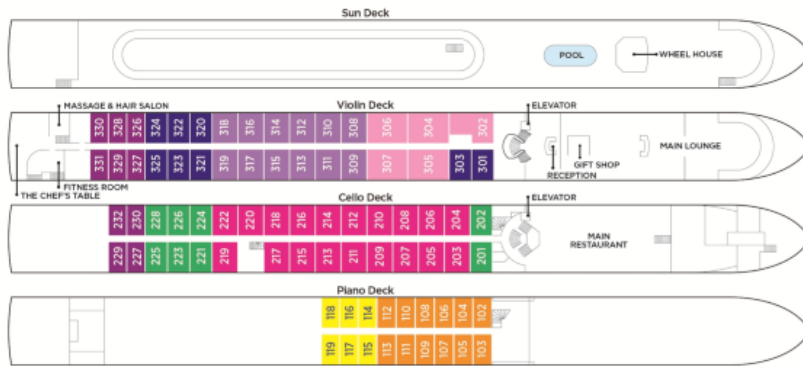 Sun Deck
POOL
WHEEL HOUSE
MASSAGE & HAIR SALON
Violin Deck
ELEVATOR
330 328 326 324 322 320 318 316 314 312 310 308 306 304 302
331 329 327 325 323 321 319 317 315 313 311 309 307 305 303 301
MAIN LOUNGE
GIFT SHOP
RECEPTION
FITNESS ROOM
THE CHEF'S TABLE
Cello Deck
ELEVATOR
232 230 228 226 224 222 220 218 216 214 212 210 208 206 204 202
229 227 225 223 221 219 217 215 213 211 209 207 205 203 201
MAIN
RESTAURANT
Piano Deck
118 116 114 112 110 108 106 104 102
119 117 115 113 111 109 107 105 103